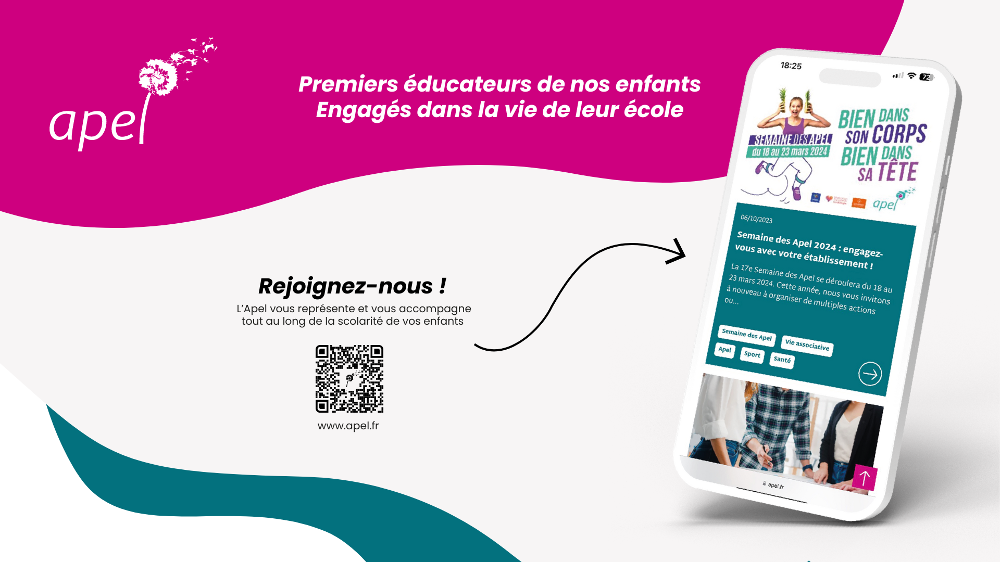 apel
Premiers éducateurs de nos enfants
Engagés dans la vie de leur école
Rejoignez-nous !
L’Apel vous représente et vous accompagne
tout au long de la scolarité de vos enfants
www.apel.fr
18:25
72
SEMAINE DES APEL
du 18 au 23 mars 2024
BIEN DANS
SON CORPS
BIEN DANS
SA TÊTE
apel
06/10/2023
Semaine des Apel 2024 : engagez-
vous avec votre établissement !
La 17e Semaine des Apel se déroulera du 18 au
23 mars 2024. Cette année, nous vous invitons
à nouveau à organiser de multiples actions
ou...
Semaine des Apel
Vie associative
Apel
Sport
Santé
apel.fr